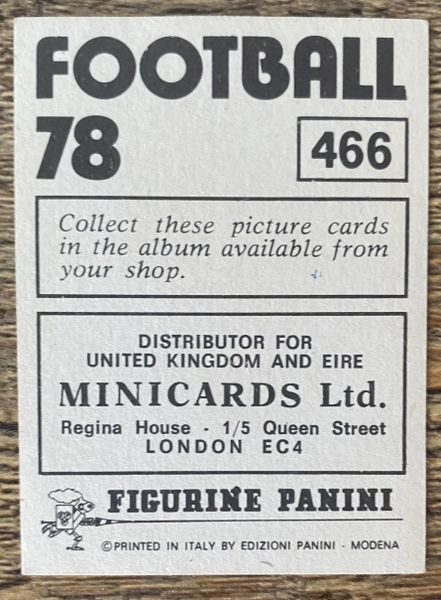 FOOTBALL
78 466
Collect these picture cards
in the album available from
your shop.
DISTRIBUTOR FOR
UNITED KINGDOM AND EIRE
MINICARDS Ltd.
Regina House - 1/5 Queen Street
LONDON EC4
FIGURINE PANINI
©PRINTED IN ITALY BY EDIZIONI PANINI - MODENA